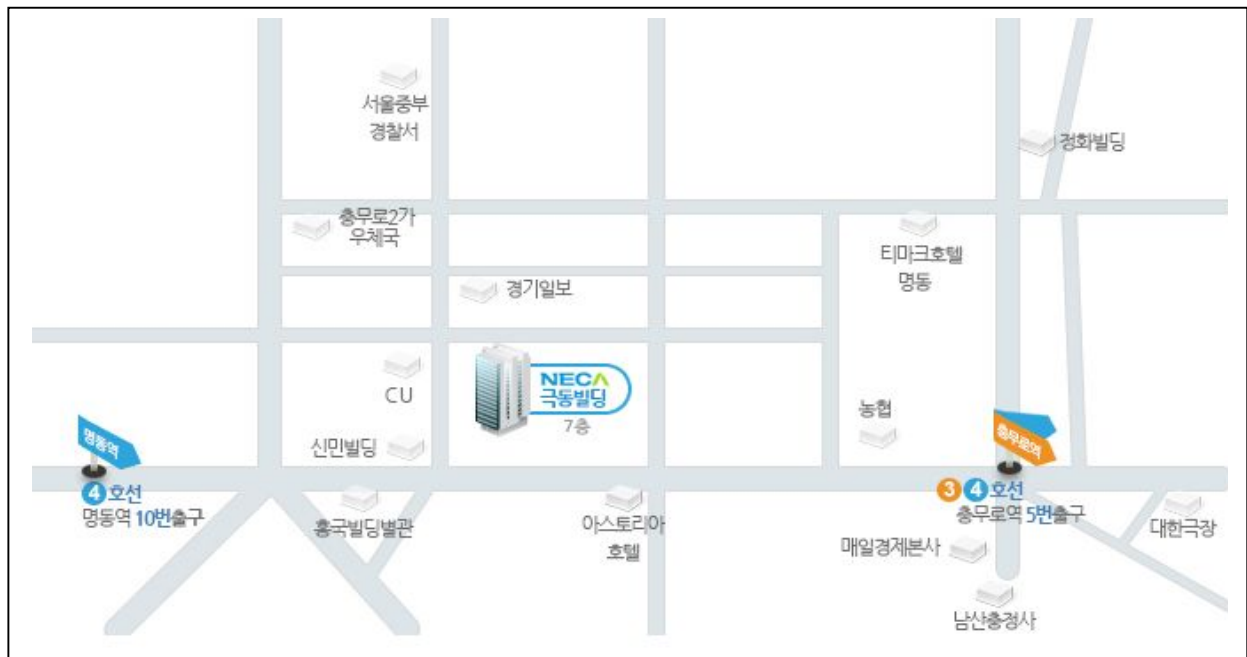 서울중부
경찰서
정화빌딩
충무로2가
우체국
티마크호텔
명동
경기일보
NECA
극동빌딩
7층
CU
농협
신민빌딩
명동역
충무로역
4 호선
명동역 10번출구
흥국빌딩별관
아스토리아
호텔
3 4 호선
충무로역 5번출구
대한극장
매일경제본사
남산충정사